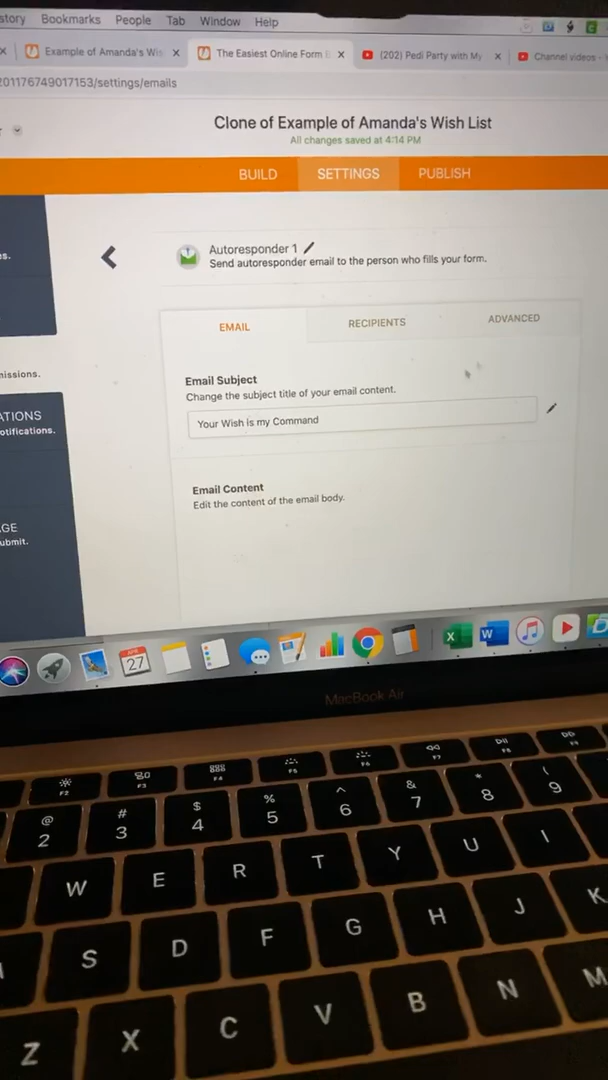 story Bookmarks People Tab Window Help
Example of Amanda's Wis
The Easiest Online Form
(202) Pedi Party with My
Channel videos -
201176749017153/settings/emails
Clone of Example of Amanda's Wish List
All changes saved at 4:14 PM
BUILD SETTINGS PUBLISH
es.
Autoresponder 1
Send autoresponder email to the person who fills your form.
EMAIL RECIPIENTS ADVANCED
missions.
Email Subject
Change the subject title of your email content.
ATIONS
otifications.
Your Wish is my Command
Email Content
Edit the content of the email body.
GE
ubmit.
27
X W
MacBook Air
F2 F3 F4 F5 F6 F7 F8 F9
@ # $ % ^ & * (
2 3 4 5 6 7 8 9
W E R T Y U I
S D F G H J K
Z X C V B N M